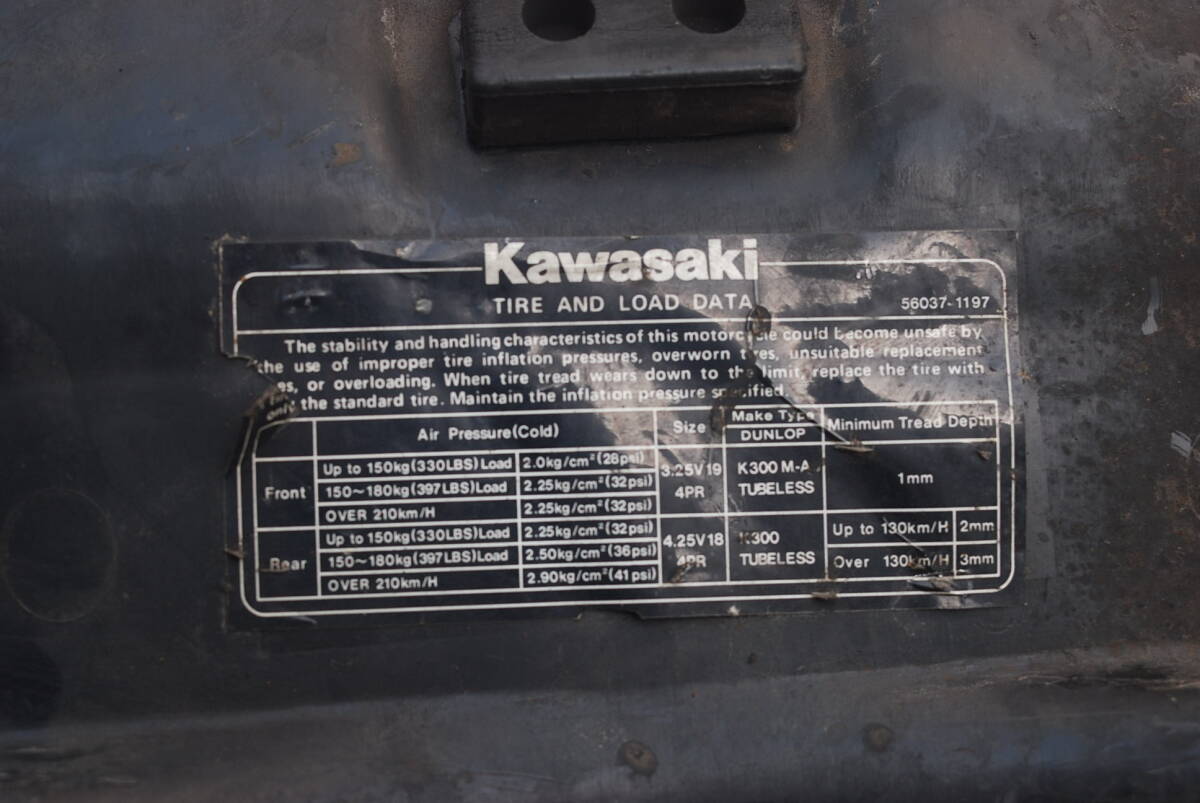 Kawasaki
TIRE AND LOAD DATA
56037-1197
The stability and handling characteristics of this motorcycle could become unsafe by
the use of improper tire inflation pressures, overworn tires, unsuitable replacement
or overloading. When tire tread wears down to the limit, replace the tire with
only the standard tire. Maintain the inflation pressure specified
Air Pressure(Cold) Size Make Type Minimum Tread Depth
DUNLOP
Front Up to 150kg(330LBS)Load 2.0kg/cm²(28psi) 3.25V19 K300 M-A 1mm
150~180kg(397LBS)Load 2.25kg/cm²(32psi) 4PR TUBELESS
OVER 210km/H 2.25kg/cm²(32psi)
Rear Up to 150kg(330LBS)Load 2.25kg/cm²(32psi) 4.25V18 K300 Up to 130km/H 2mm
150~180kg(397LBS)Load 2.50kg/cm²(36psi) 4PR TUBELESS Over 130km/H 3mm
OVER 210km/H 2.90kg/cm²(41psi)